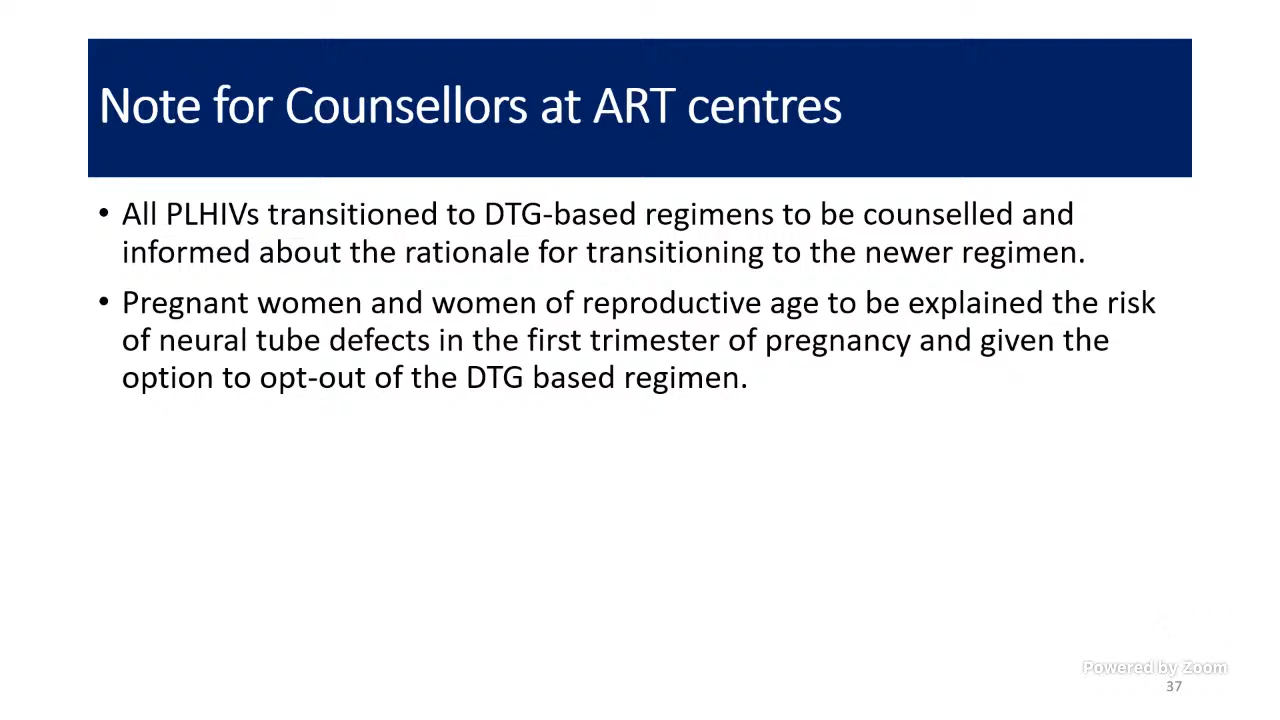 Note for Counsellors at ART centres
• All PLHIVs transitioned to DTG-based regimens to be counselled and
informed about the rationale for transitioning to the newer regimen.
• Pregnant women and women of reproductive age to be explained the risk
of neural tube defects in the first trimester of pregnancy and given the
option to opt-out of the DTG based regimen.
Powered by Zoom
37